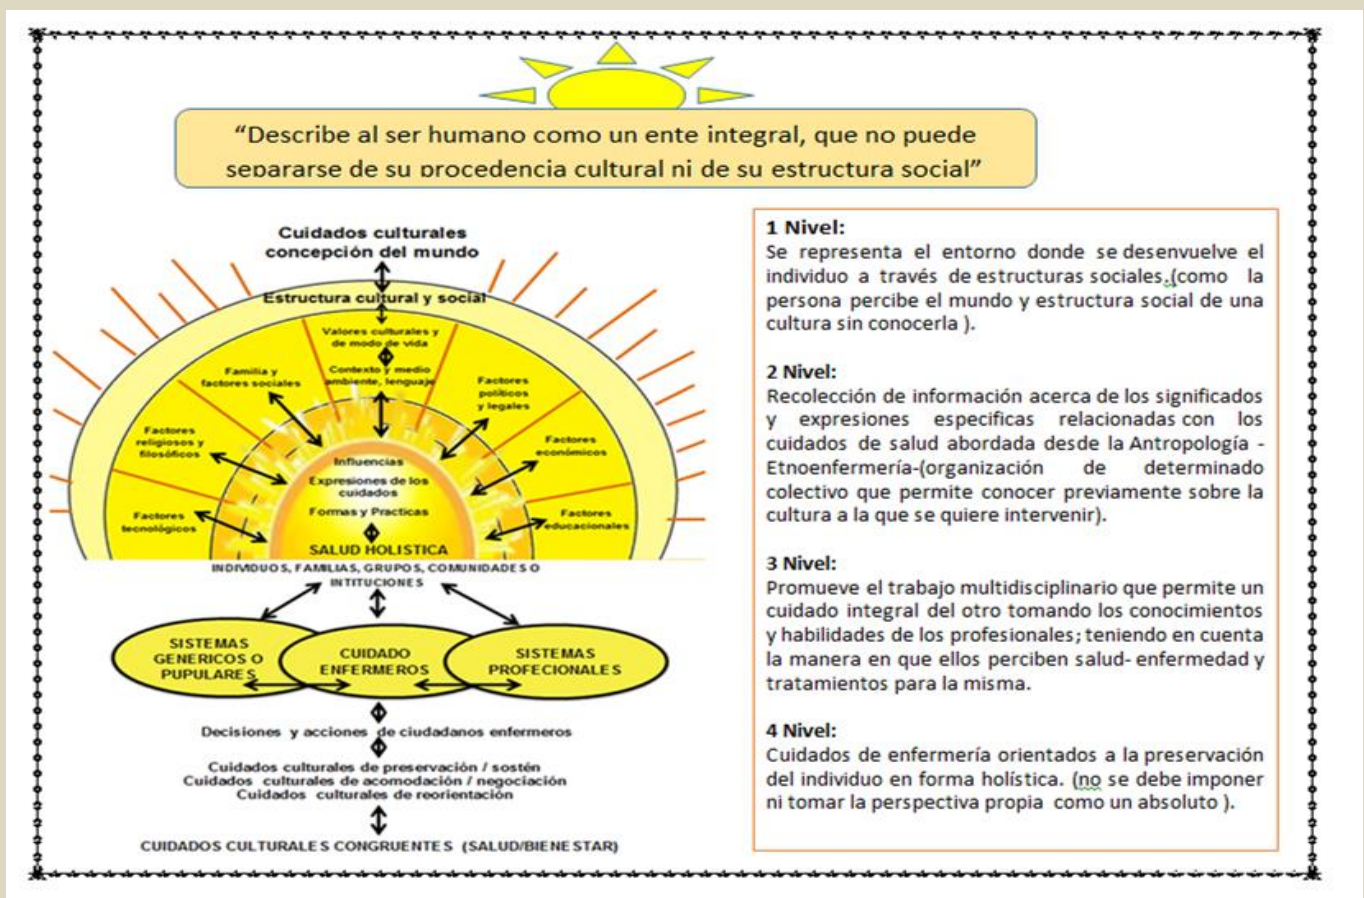 “Describe al ser humano como un ente integral, que no puede
separarse de su procedencia cultural ni de su estructura social”
Cuidados culturales
concepción del mundo
Estructura cultural y social
Valores culturales y
de modo de vida
Familia y
factores sociales
Contexto y medio
ambiente, lenguaje
Factores
políticos
y legales
Factores
religiosos y
filosóficos
Factores
económicos
Influencias
Expresiones de los
cuidados
Formas y Practicas
Factores
tecnológicos
Factores
educacionales
SALUD HOLISTICA
INDIVIDUOS, FAMILIAS, GRUPOS, COMUNIDADES O
INTITUCIONES
SISTEMAS
GENERICOS O
PUPULARES
CUIDADO
ENFERMEROS
SISTEMAS
PROFECIONALES
Decisiones y acciones de ciudadanos enfermeros
Cuidados culturales de preservación / sostén
Cuidados culturales de acomodación / negociación
Cuidados culturales de reorientación
CUIDADOS CULTURALES CONGRUENTES (SALUD/BIENESTAR)
1 Nivel:
Se representa el entorno donde se desenvuelve el
individuo a través de estructuras sociales.(como la
persona percibe el mundo y estructura social de una
cultura sin conocerla ).
2 Nivel:
Recolección de información acerca de los significados
y expresiones especificas relacionadas con los
cuidados de salud abordada desde la Antropología -
Etnoenfermería-(organización de determinado
colectivo que permite conocer previamente sobre la
cultura a la que se quiere intervenir).
3 Nivel:
Promueve el trabajo multidisciplinario que permite un
cuidado integral del otro tomando los conocimientos
y habilidades de los profesionales; teniendo en cuenta
la manera en que ellos perciben salud- enfermedad y
tratamientos para la misma.
4 Nivel:
Cuidados de enfermería orientados a la preservación
del individuo en forma holística. (no se debe imponer
ni tomar la perspectiva propia como un absoluto ).